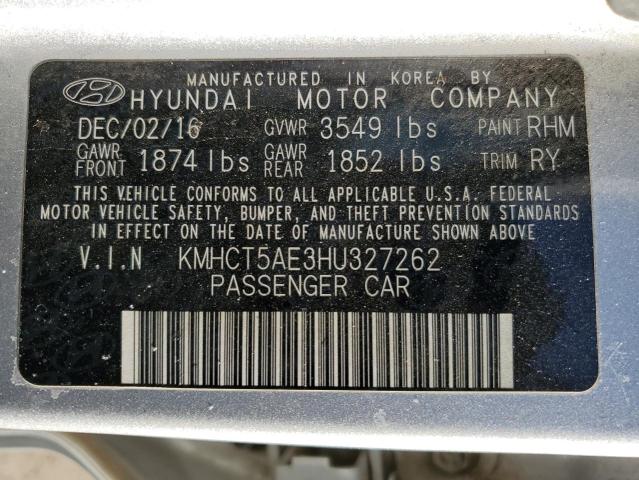 MANUFACTURED IN KOREA BY
HYUNDAI MOTOR COMPANY
DEC/02/16 GVWR 3549 lbs PAINT RHM
GAWR FRONT 1874 lbs GAWR REAR 1852 lbs TRIM RY
THIS VEHICLE CONFORMS TO ALL APPLICABLE U.S.A. FEDERAL
MOTOR VEHICLE SAFETY, BUMPER, AND THEFT PREVENTION STANDARDS
IN EFFECT ON THE DATE OF MANUFACTURE SHOWN ABOVE.
V.I.N KMHCT5AE3HU327262
PASSENGER CAR